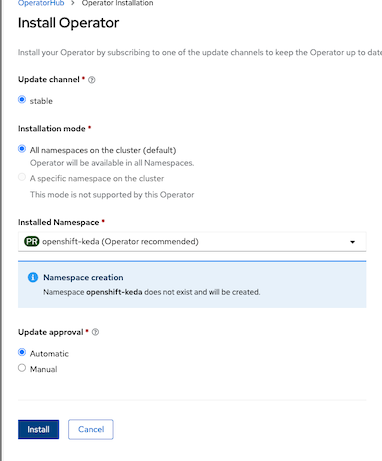 OperatorHub > Operator Installation
Install Operator
Install your Operator by subscribing to one of the update channels to keep the Operator up to date
Update channel *
stable
Installation mode *
All namespaces on the cluster (default)
Operator will be available in all Namespaces.
A specific namespace on the cluster
This mode is not supported by this Operator
Installed Namespace *
PR openshift-keda (Operator recommended)
Namespace creation
Namespace openshift-keda does not exist and will be created.
Update approval *
Automatic
Manual
Install Cancel